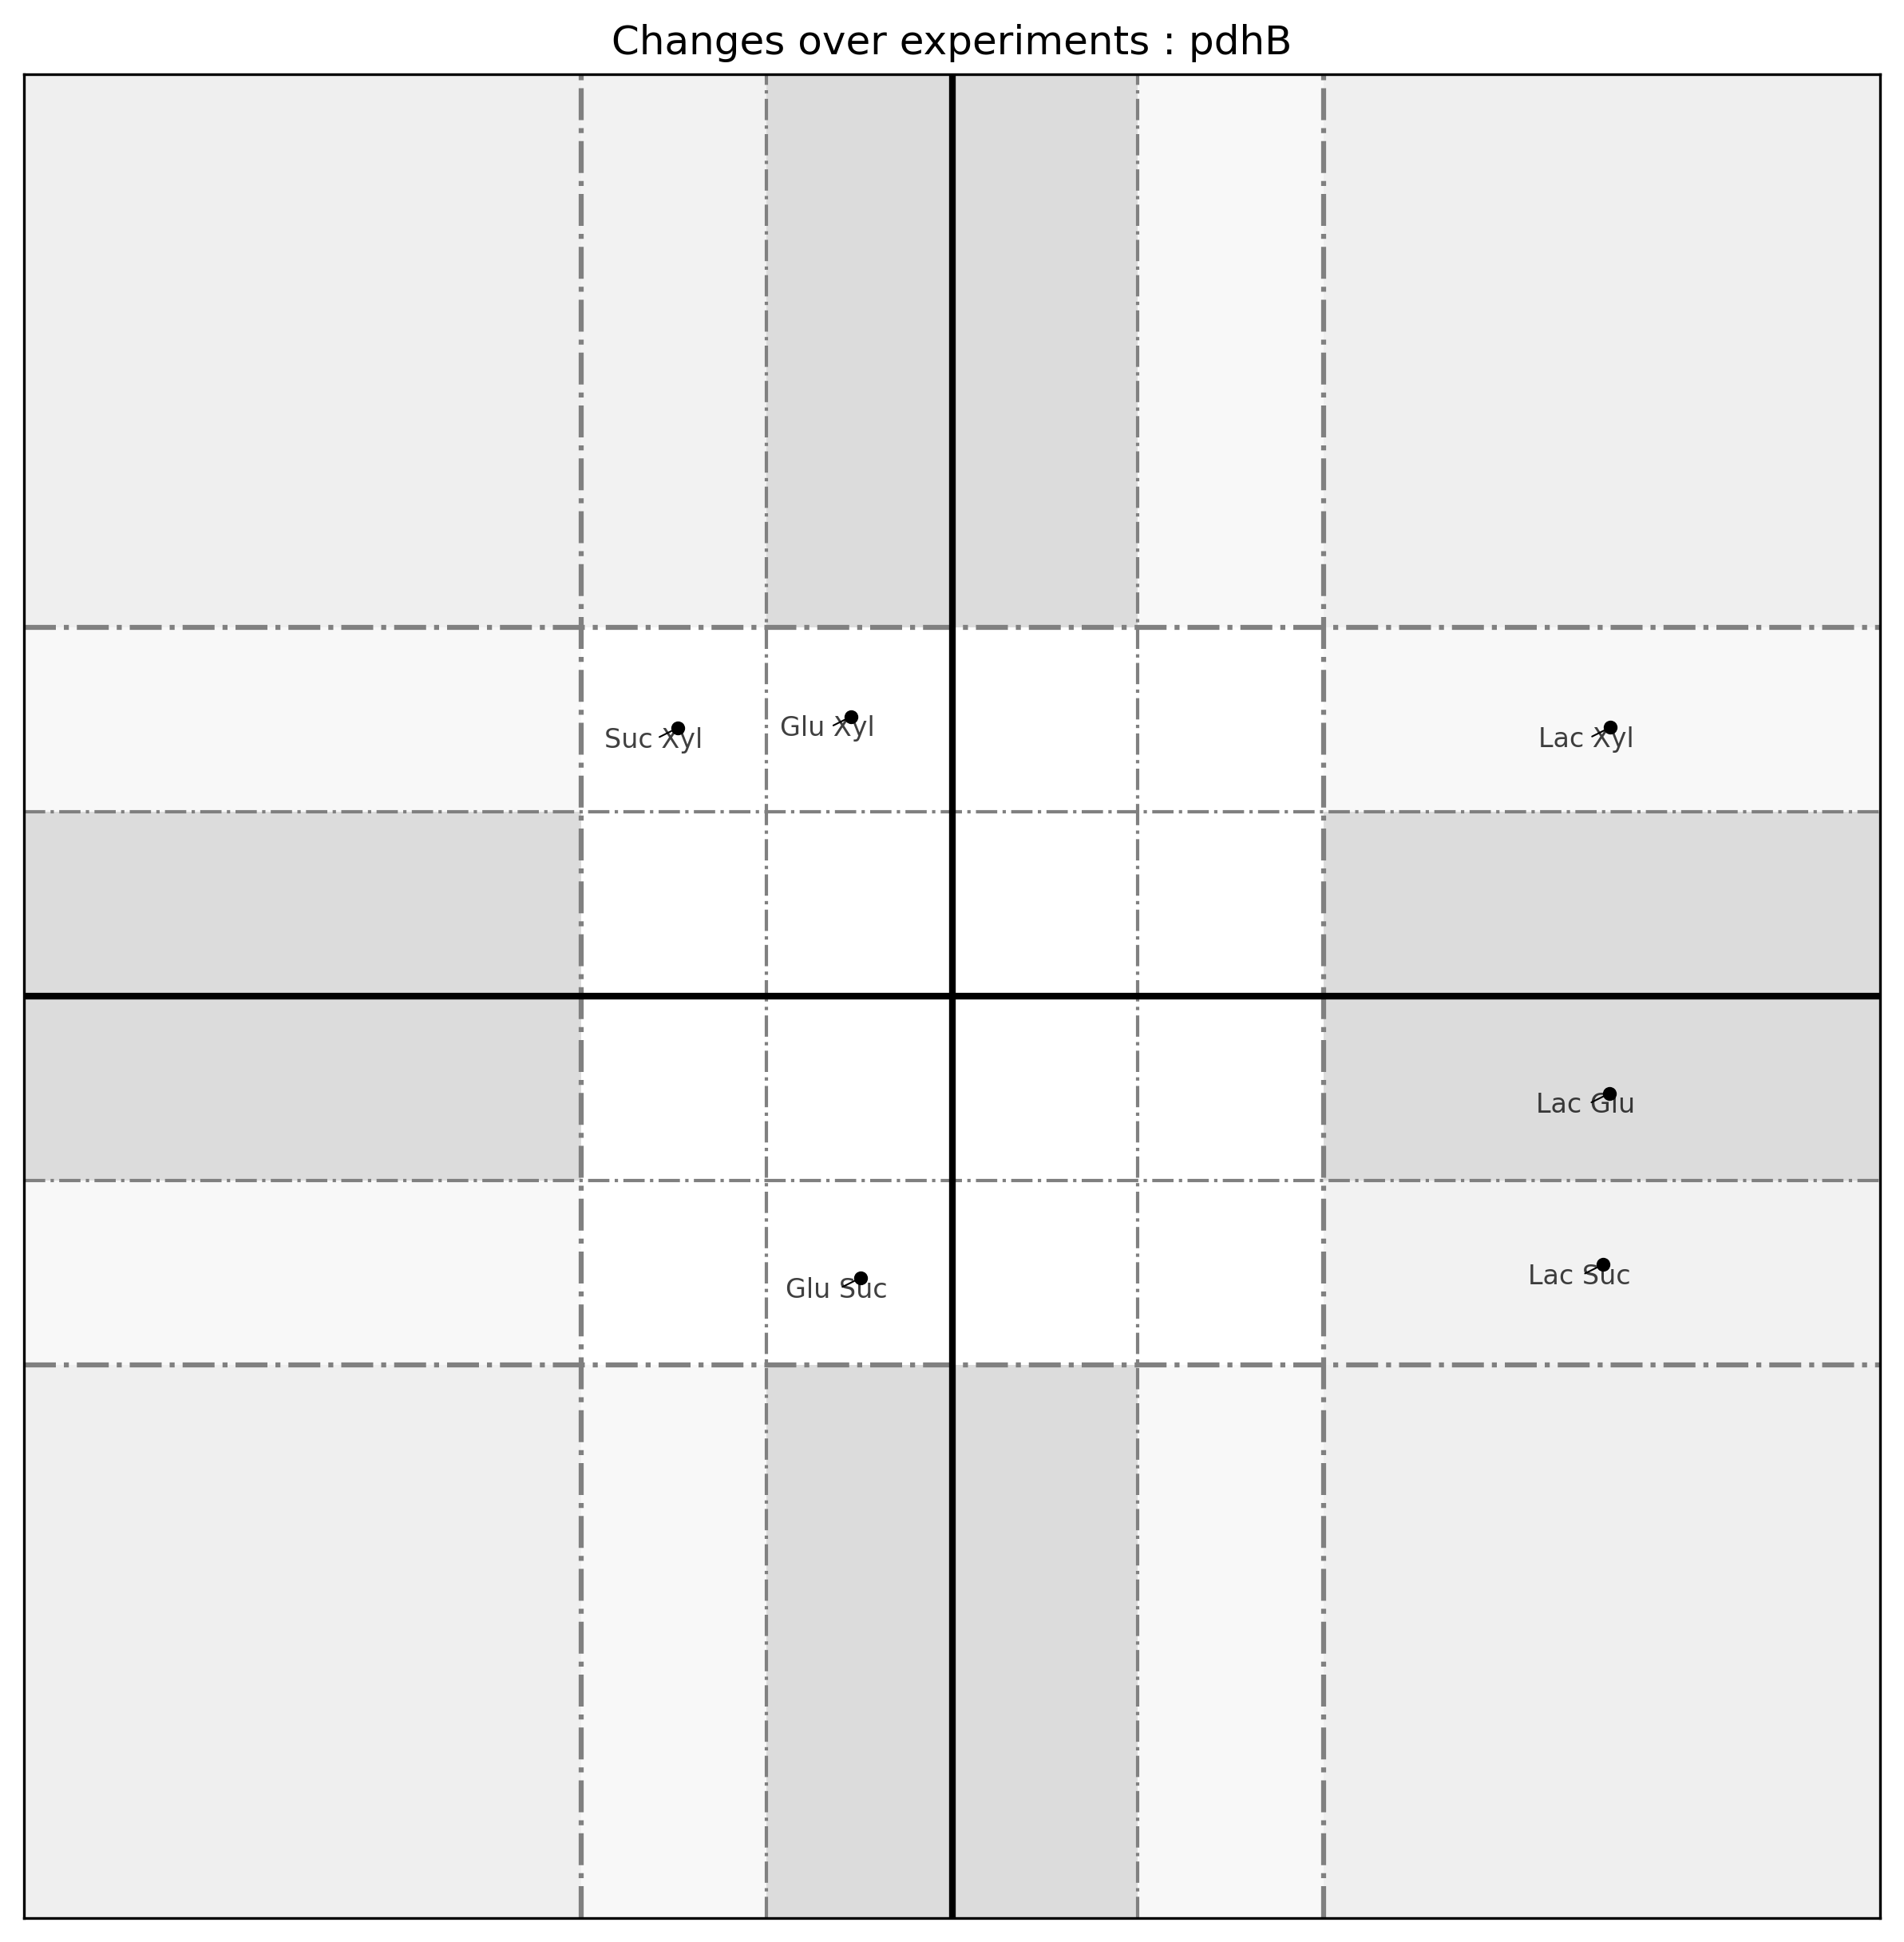 Changes over experiments : pdhB
Glu Xyl
Suc Xyl
Lac Xyl
Lac Glu
Lac Suc
Glu Suc